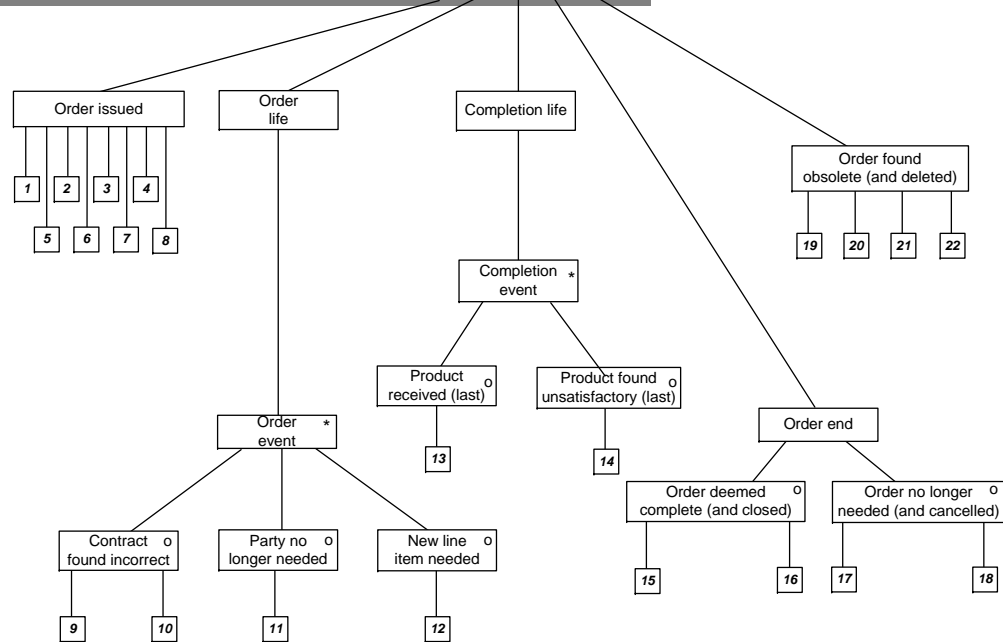 Order issued
Order
life
Completion life
Order found
obsolete (and deleted)
1
2
3
4
5
6
7
8
19
20
21
22
Completion
event
*
Product
received (last)
o
Product found
unsatisfactory (last)
o
Order
event
*
Order end
13
14
Order deemed
complete (and closed)
o
Order no longer
needed (and cancelled)
o
Contract
found incorrect
o
Party no
longer needed
o
New line
item needed
o
15
16
17
18
9
10
11
12